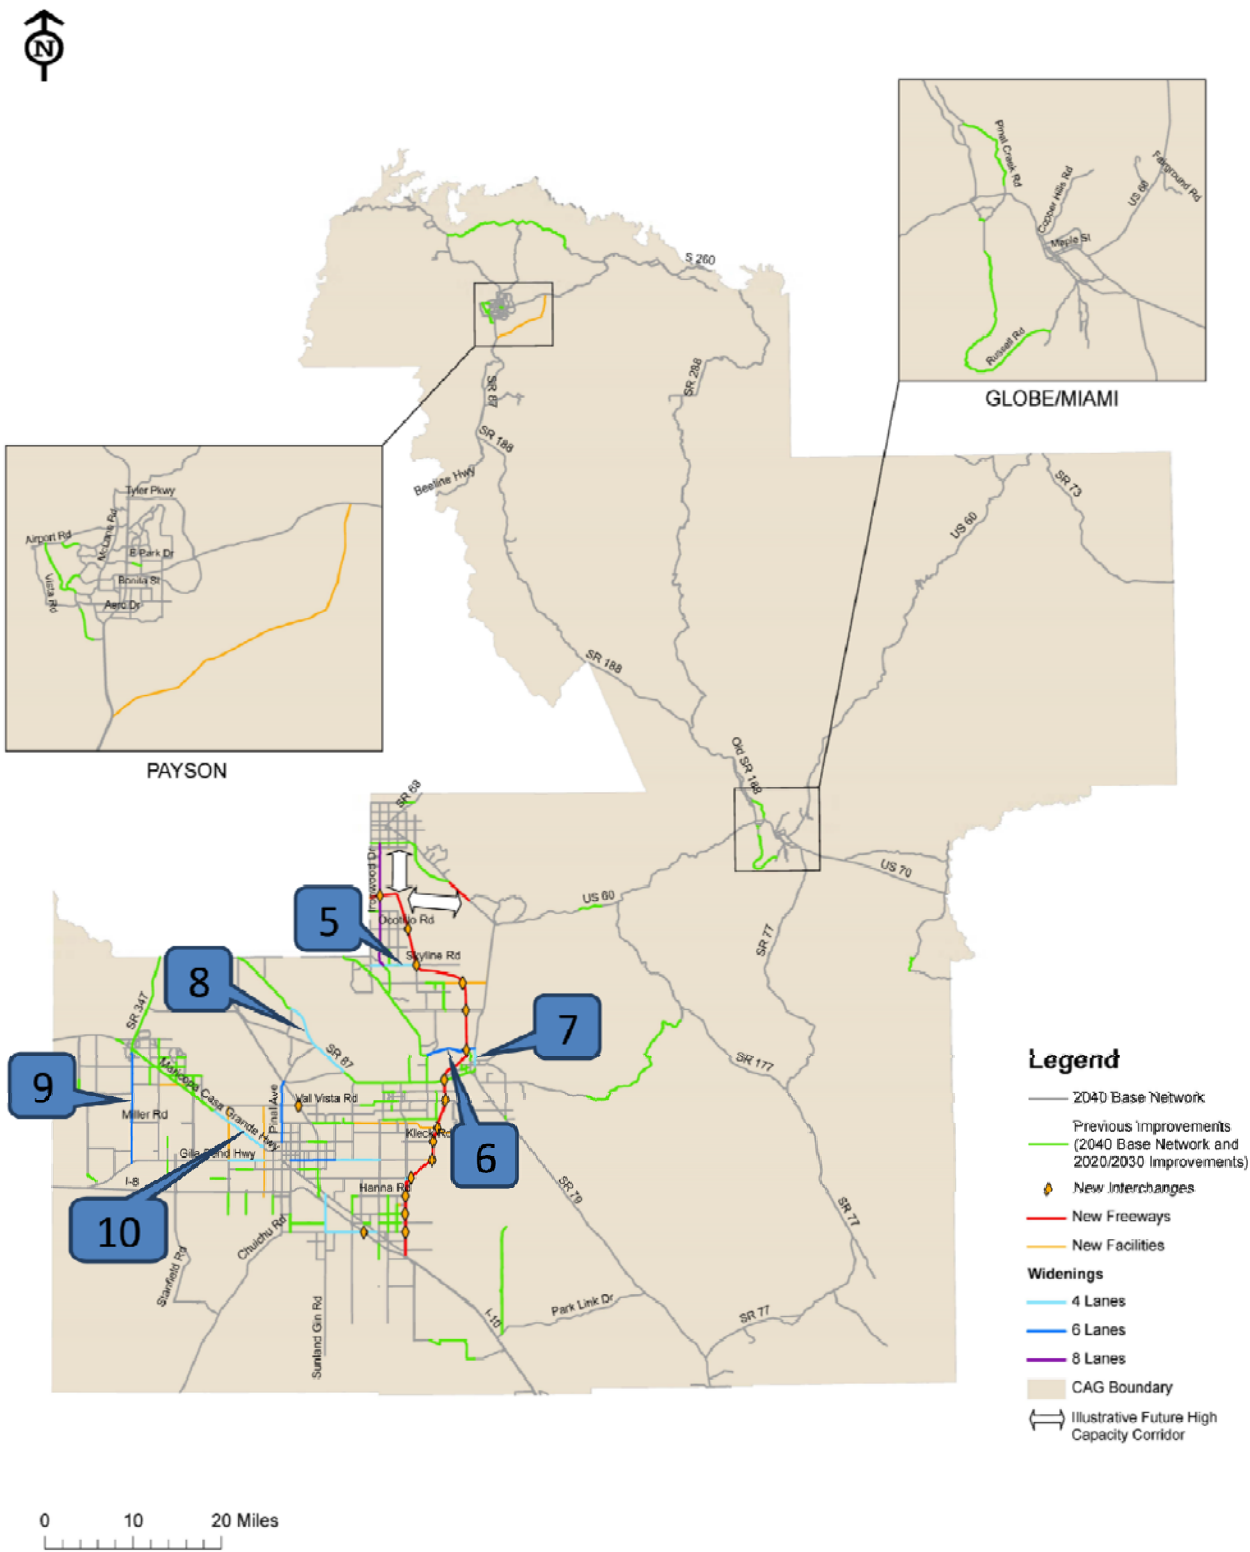 N
Pinal Creek Rd
Fairground Rd
Copper Hills Rd
US 60
Maple St
Russell Rd
GLOBE/MIAMI
S 260
SR 288
SR 87
SR 188
Beeline Hwy
SR 73
US 60
Tyler Pkwy
McLane Rd
Airport Rd
E Park Dr
Vista Rd
Bonita St
Aero Dr
PAYSON
SR 188
Old SR 188
SR 88
US 70
US 60
Ironwood Dr
Ocotillo Rd
5
SR 77
Skyline Rd
8
SR 347
7
SR 87
SR 177
9
Maricopa Casa Grande Hwy
Pinal Ave
Val Vista Rd
Miller Rd
Kleck Rd
6
Gila Bend Hwy
I-8
Hanna Rd
SR 79
10
Chuichu Rd
SR 77
Stanfield Rd
Sunland Gin Rd
I-10
Park Link Dr
SR 77
Legend
2040 Base Network
Previous Improvements
(2040 Base Network and
2020/2030 Improvements)
New Interchanges
New Freeways
New Facilities
Widenings
4 Lanes
6 Lanes
8 Lanes
CAG Boundary
Illustrative Future High
Capacity Corridor
0 10 20 Miles